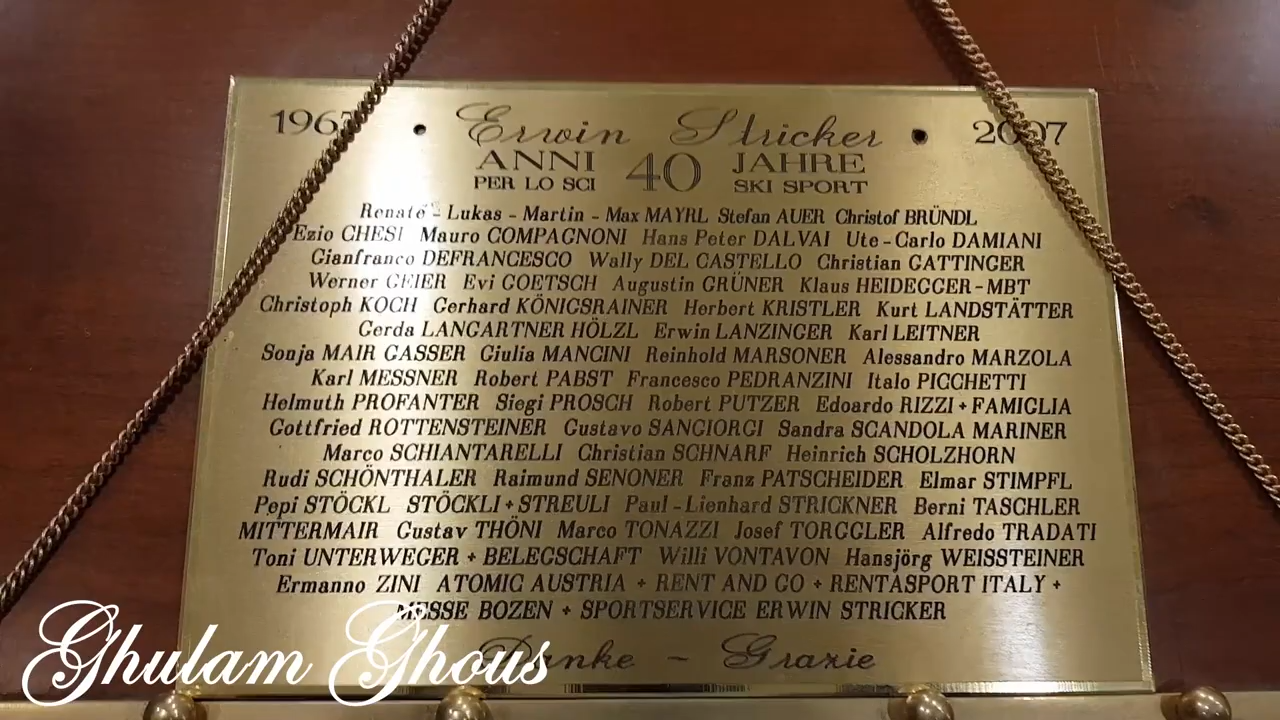 1967 Erwin Stricker 2007
ANNI 40 JAHRE
PER LO SCI SKI SPORT
Renate - Lukas - Martin - Max MAYRL Stefan AUER Christof BRÜNDL
Ezio CHESI Mauro COMPAGNONI Hans Peter DALVAI Ute - Carlo DAMIANI
Gianfranco DEFRANCESCO Wally DEL CASTELLO Christian GATTINGER
Werner GEIER Evi GOETSCH Augustin GRÜNER Klaus HEIDEGGER - MBT
Christoph KOCH Gerhard KÖNIGSRAINER Herbert KRISTLER Kurt LANDSTÄTTER
Gerda LANGARTNER HÖLZL Erwin LANZINGER Karl LEITNER
Sonja MAIR GASSER Giulia MANCINI Reinhold MARSONER Alessandro MARZOLA
Karl MESSNER Robert PABST Francesco PEDRANZINI Italo PICCHETTI
Helmuth PROFANTER Siegi PROSCH Robert PUTZER Edoardo RIZZI + FAMIGLIA
Gottfried ROTTENSTEINER Gustavo SANGIORGI Sandra SCANDOLA MARINER
Marco SCHIANTARELLI Christian SCHNARF Heinrich SCHOLZHORN
Rudi SCHÖNTHALER Raimund SENONER Franz PATSCHEIDER Elmar STIMPFL
Pepi STÖCKL STÖCKLI + STREULI Paul - Lienhard STRICKNER Berni TASCHLER
MITTERMAIR Gustav THÖNI Marco TONAZZI Josef TORGGLER Alfredo TRADATI
Toni UNTERWEGER + BELEGSCHAFT Willi VONTAVON Hansjörg WEISSTEINER
Ermanno ZINI ATOMIC AUSTRIA + RENT AND GO + RENTASPORT ITALY +
MESSE BOZEN + SPORTSERVICE ERWIN STRICKER
Danke - Grazie
Ghulam Ghous